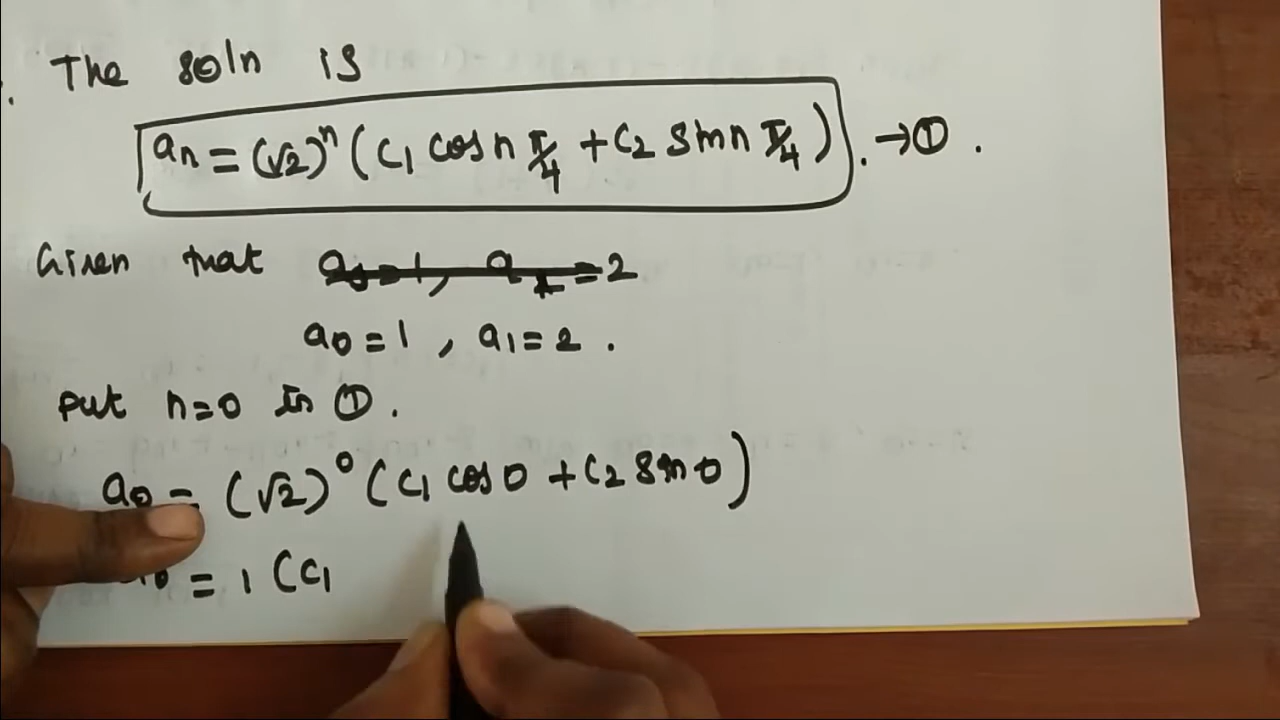 The soln is
an = (√2)ⁿ (C1 cos n π/4 + C2 sin n π/4). → ①.
Given that a0=1, a1=2
a0 = 1, a1 = 2.
put n=0 in ①.
a0 = (√2)⁰ (C1 cos 0 + C2 sin 0)
= 1 (C1